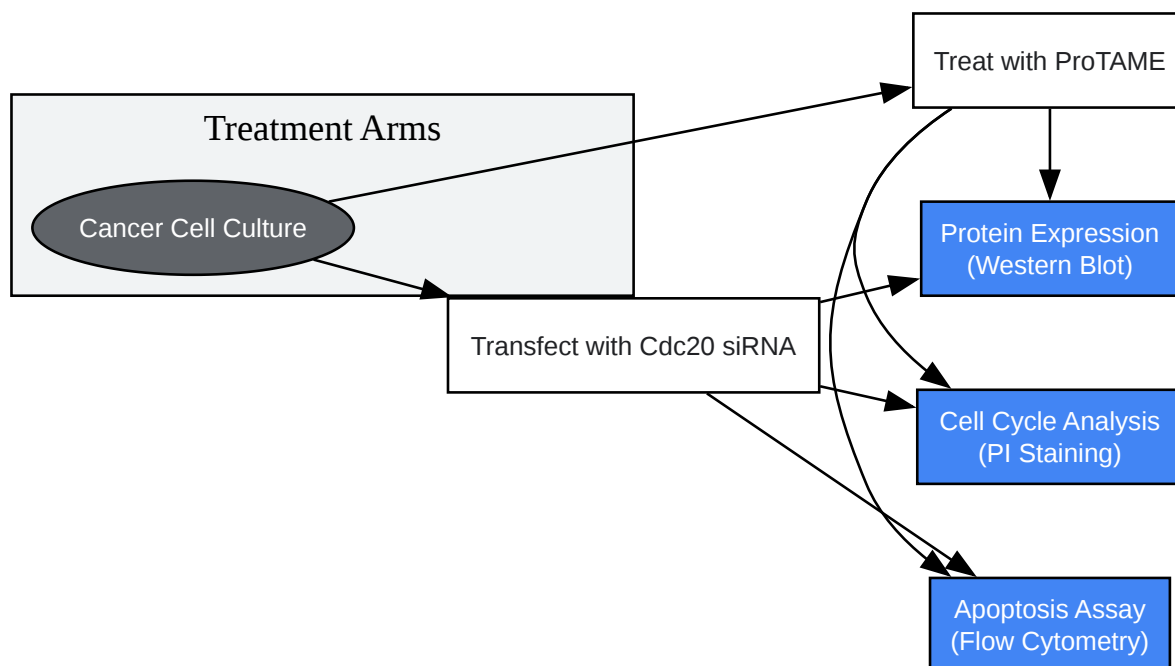 Treat with ProTAME
Treatment Arms
Cancer Cell Culture
Protein Expression
(Western Blot)
Transfect with Cdc20 siRNA
Cell Cycle Analysis
(PI Staining)
Apoptosis Assay
(Flow Cytometry)